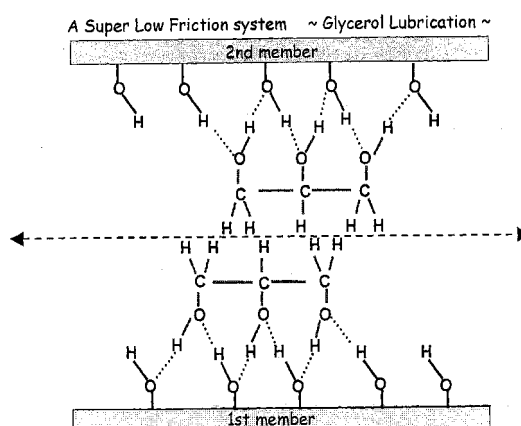 A Super Low Friction system ~ Glycerol Lubrication ~
2nd member
O O O O O
H H H H H H H H
O O O
C C C
H H H H H
H H H H H
C C C
O O O
H H H H H H H H
O O O O O
1st member